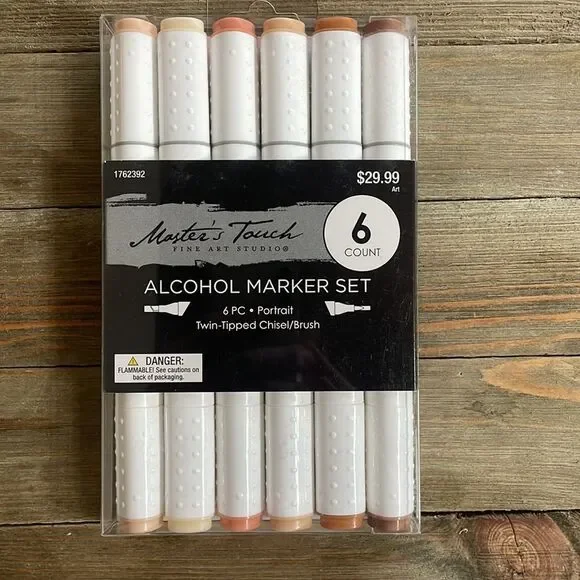 1762392
$29.99
Art
Master's Touch
FINE ART STUDIO®
6
COUNT
ALCOHOL MARKER SET
6 PC • Portrait
Twin-Tipped Chisel/Brush
DANGER:
FLAMMABLE! See cautions on
back of packaging.